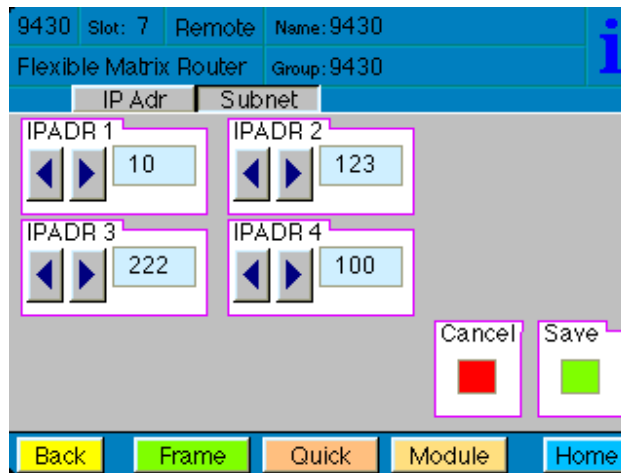 9430 Slot: 7 Remote Name: 9430
Flexible Matrix Router Group: 9430
i
IP Adr Subnet
IPADR 1 IPADR 2
10 123
IPADR 3 IPADR 4
222 100
Cancel Save
Back Frame Quick Module Home